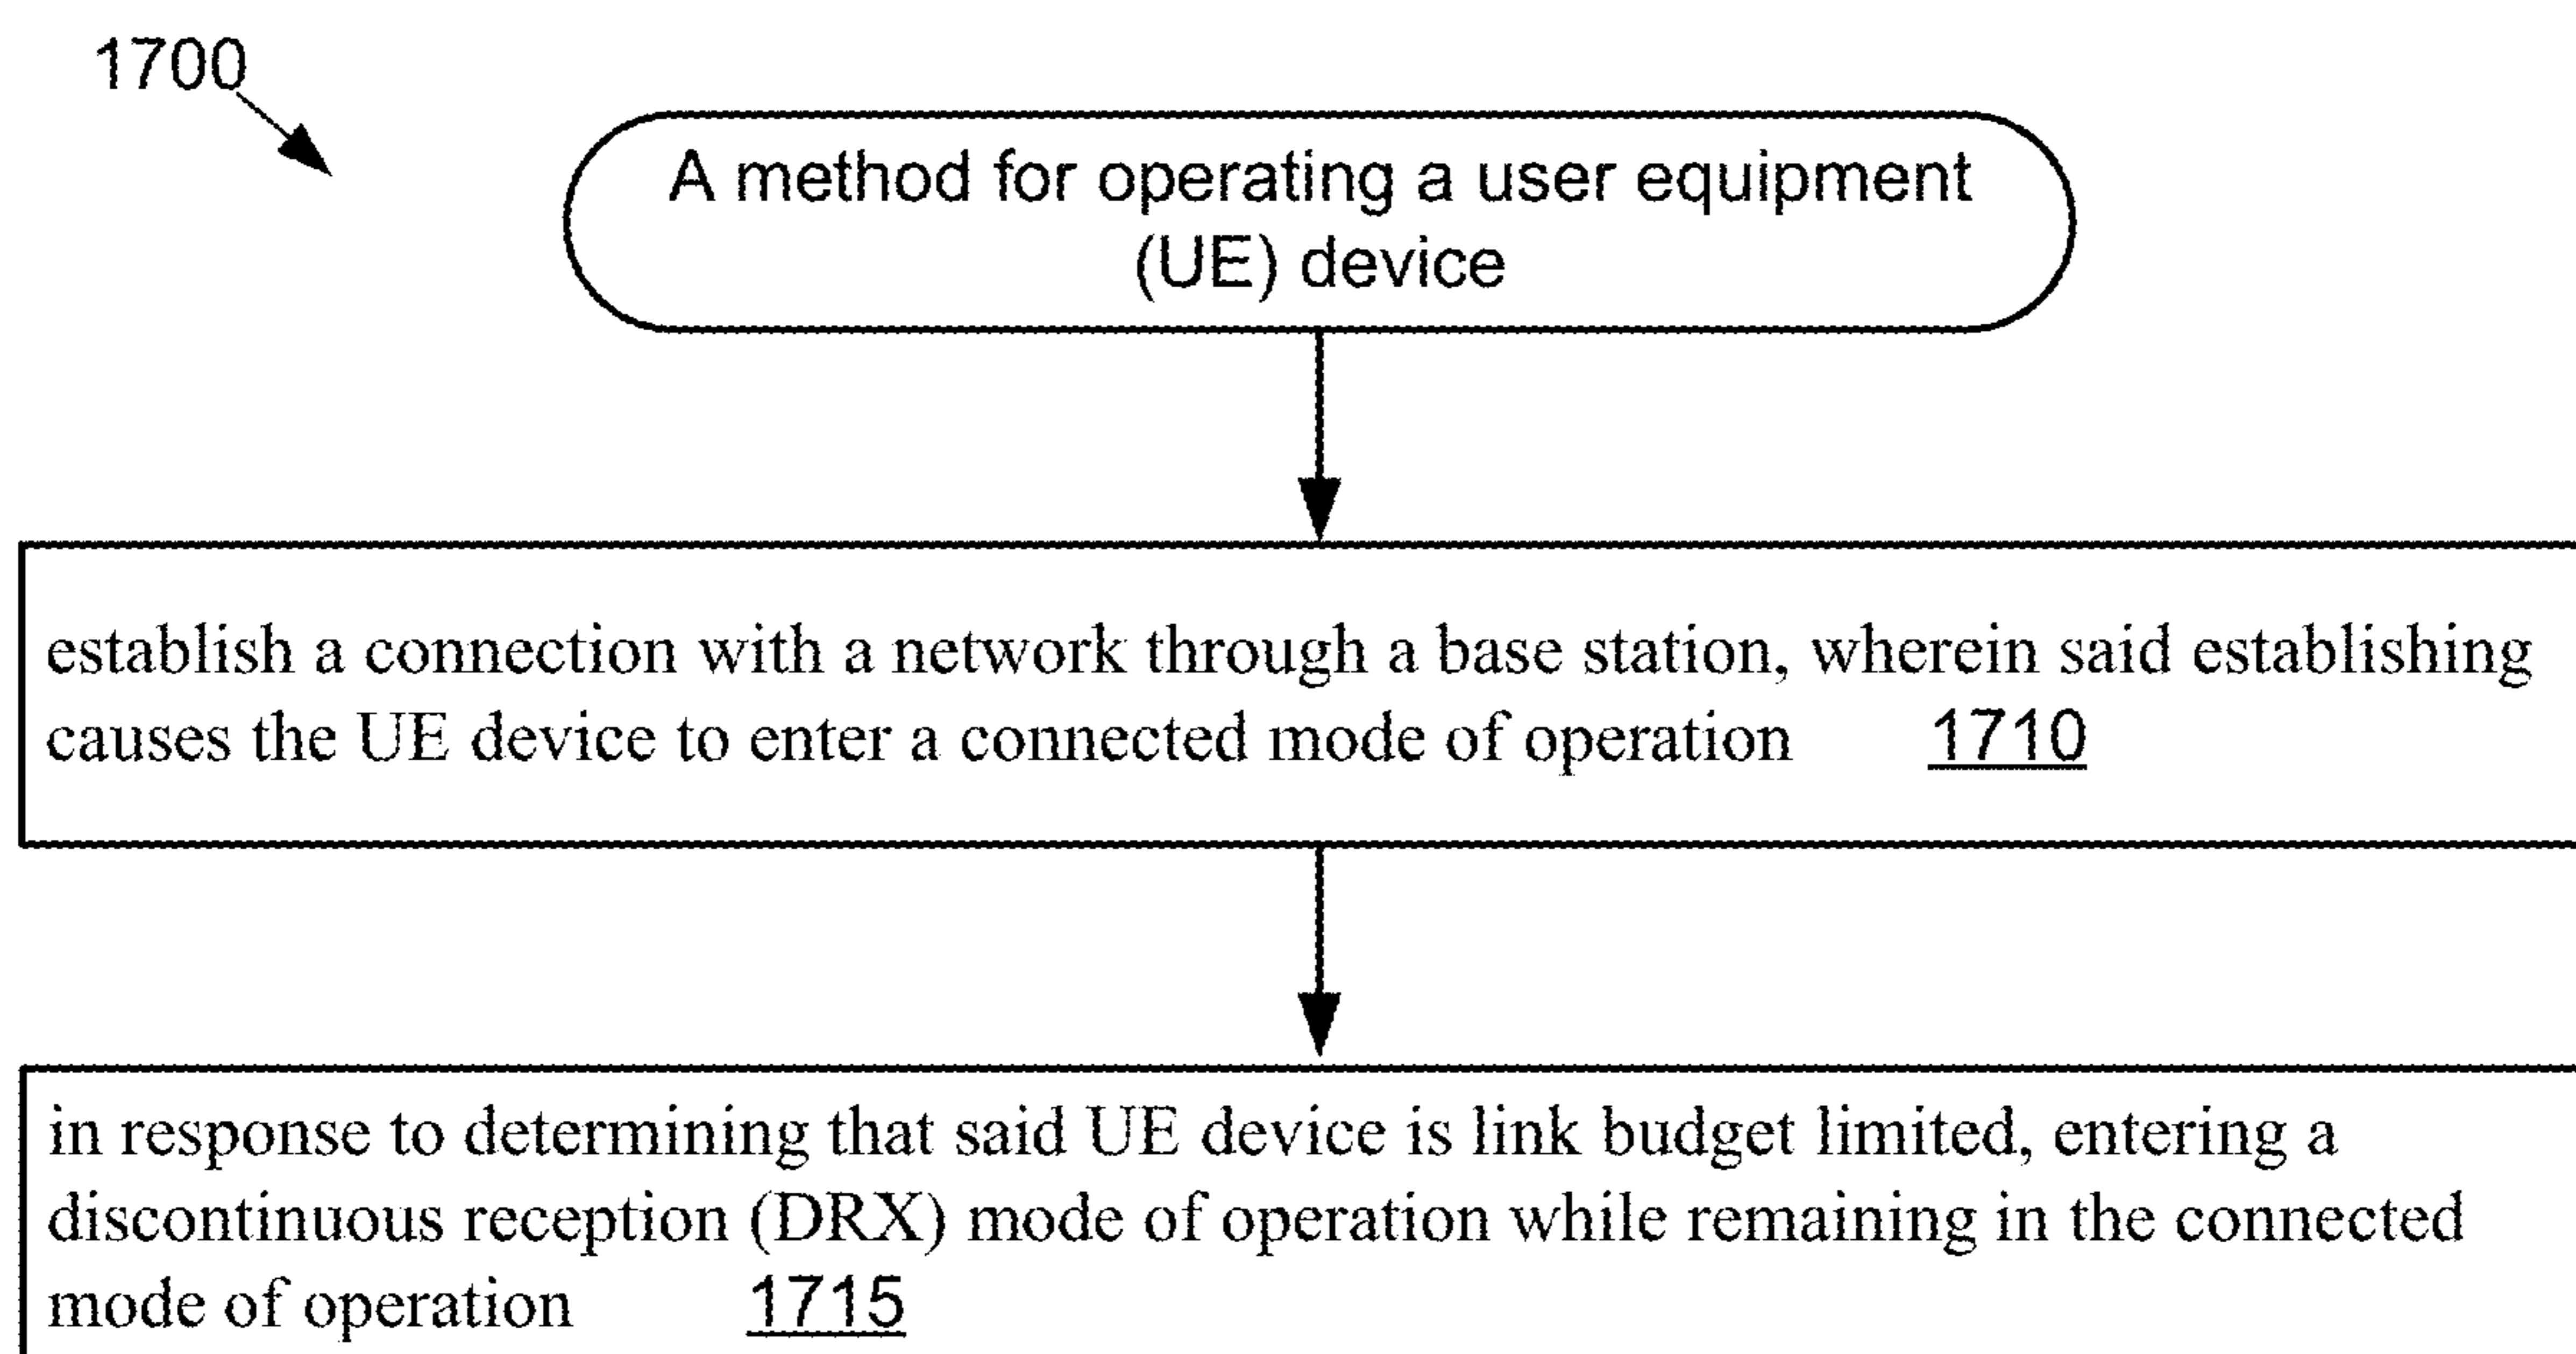 1700
A method for operating a user equipment
(UE) device
establish a connection with a network through a base station, wherein said establishing
causes the UE device to enter a connected mode of operation 1710
in response to determining that said UE device is link budget limited, entering a
discontinuous reception (DRX) mode of operation while remaining in the connected
mode of operation 1715